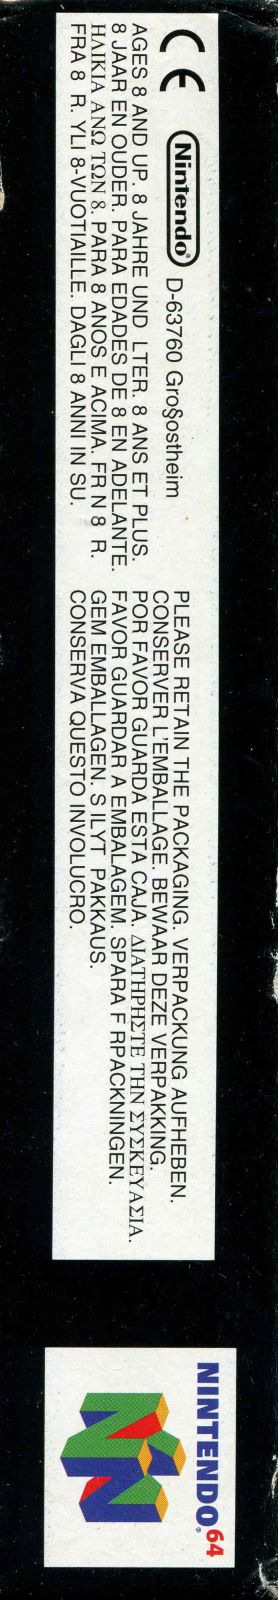 CE Nintendo® D-63760 Gro§ostheim
AGES 8 AND UP. 8 JAHRE UND LTER. 8 ANS ET PLUS.
8 JAAR EN OUDER. PARA EDADES DE 8 EN ADELANTE.
ΗΛΙΚΙΑ ΑΝΩ ΤΩΝ 8. PARA 8 ANOS E ACIMA. FR N 8 R.
FRA 8 R. YLI 8-VUOTIAILLE. DAGLI 8 ANNI IN SU.
PLEASE RETAIN THE PACKAGING. VERPACKUNG AUFHEBEN.
CONSERVER L'EMBALLAGE. BEWAAR DEZE VERPAKKING.
POR FAVOR GUARDA ESTA CAJA. ΔΙΑΤΗΡΗΣΤΕ ΤΗΝ ΣΥΣΚΕΥΑΣΙΑ.
FAVOR GUARDAR A EMBALAGEM. SPARA F RPACKNINGEN.
GEM EMBALLAGEN. S ILYT PAKKAUS.
CONSERVA QUESTO INVOLUCRO.
NINTENDO®64